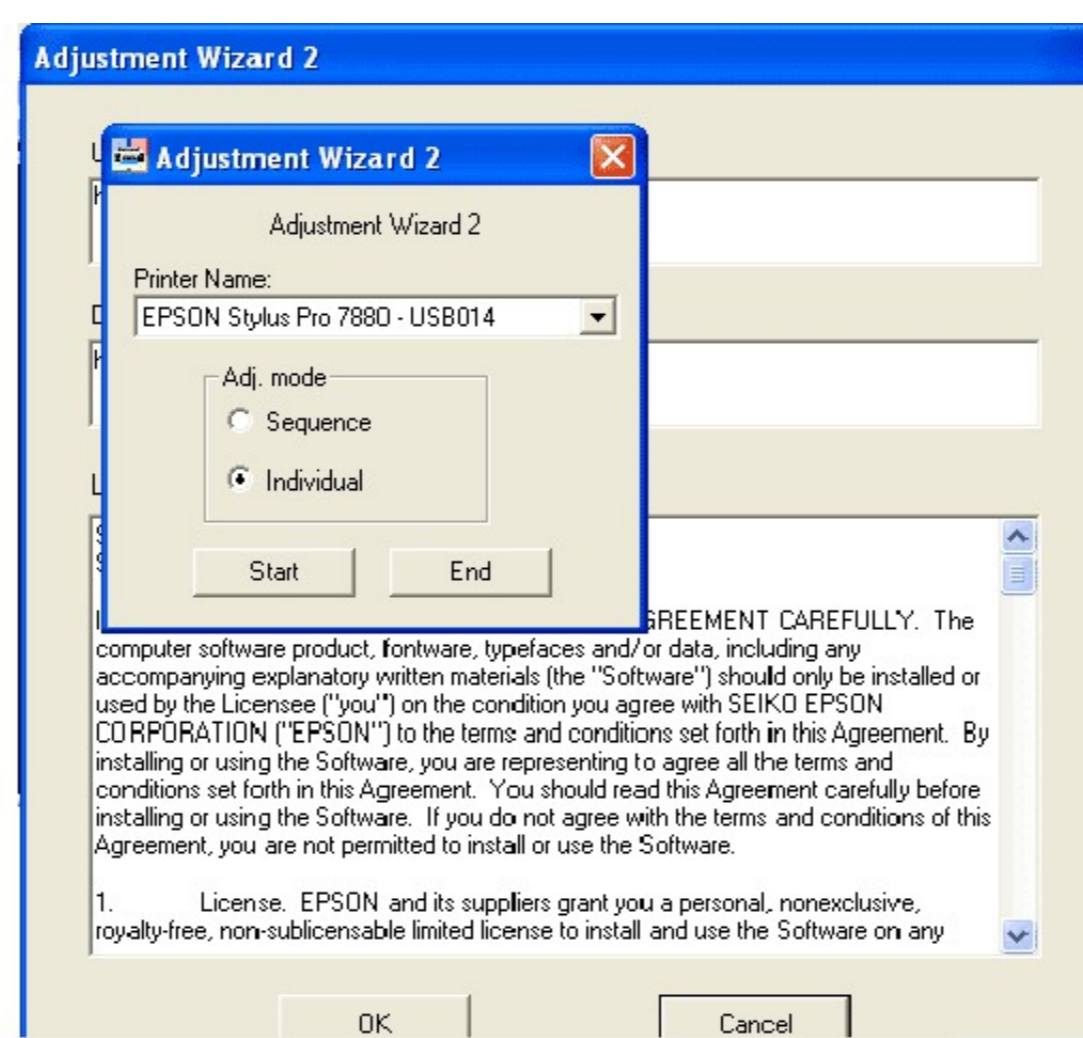 Adjustment Wizard 2
Adjustment Wizard 2
Adjustment Wizard 2
Printer Name:
EPSON Stylus Pro 7880 - USB014
Adj. mode
Sequence
Individual
Start End
GREEMENT CAREFULLY. The
computer software product, fontware, typefaces and/or data, including any
accompanying explanatory written materials (the "Software") should only be installed or
used by the Licensee ("you") on the condition you agree with SEIKO EPSON
CORPORATION ("EPSON") to the terms and conditions set forth in this Agreement. By
installing or using the Software, you are representing to agree all the terms and
conditions set forth in this Agreement. You should read this Agreement carefully before
installing or using the Software. If you do not agree with the terms and conditions of this
Agreement, you are not permitted to install or use the Software.
1. License. EPSON and its suppliers grant you a personal, nonexclusive,
royalty-free, non-sublicensable limited license to install and use the Software on any
OK Cancel